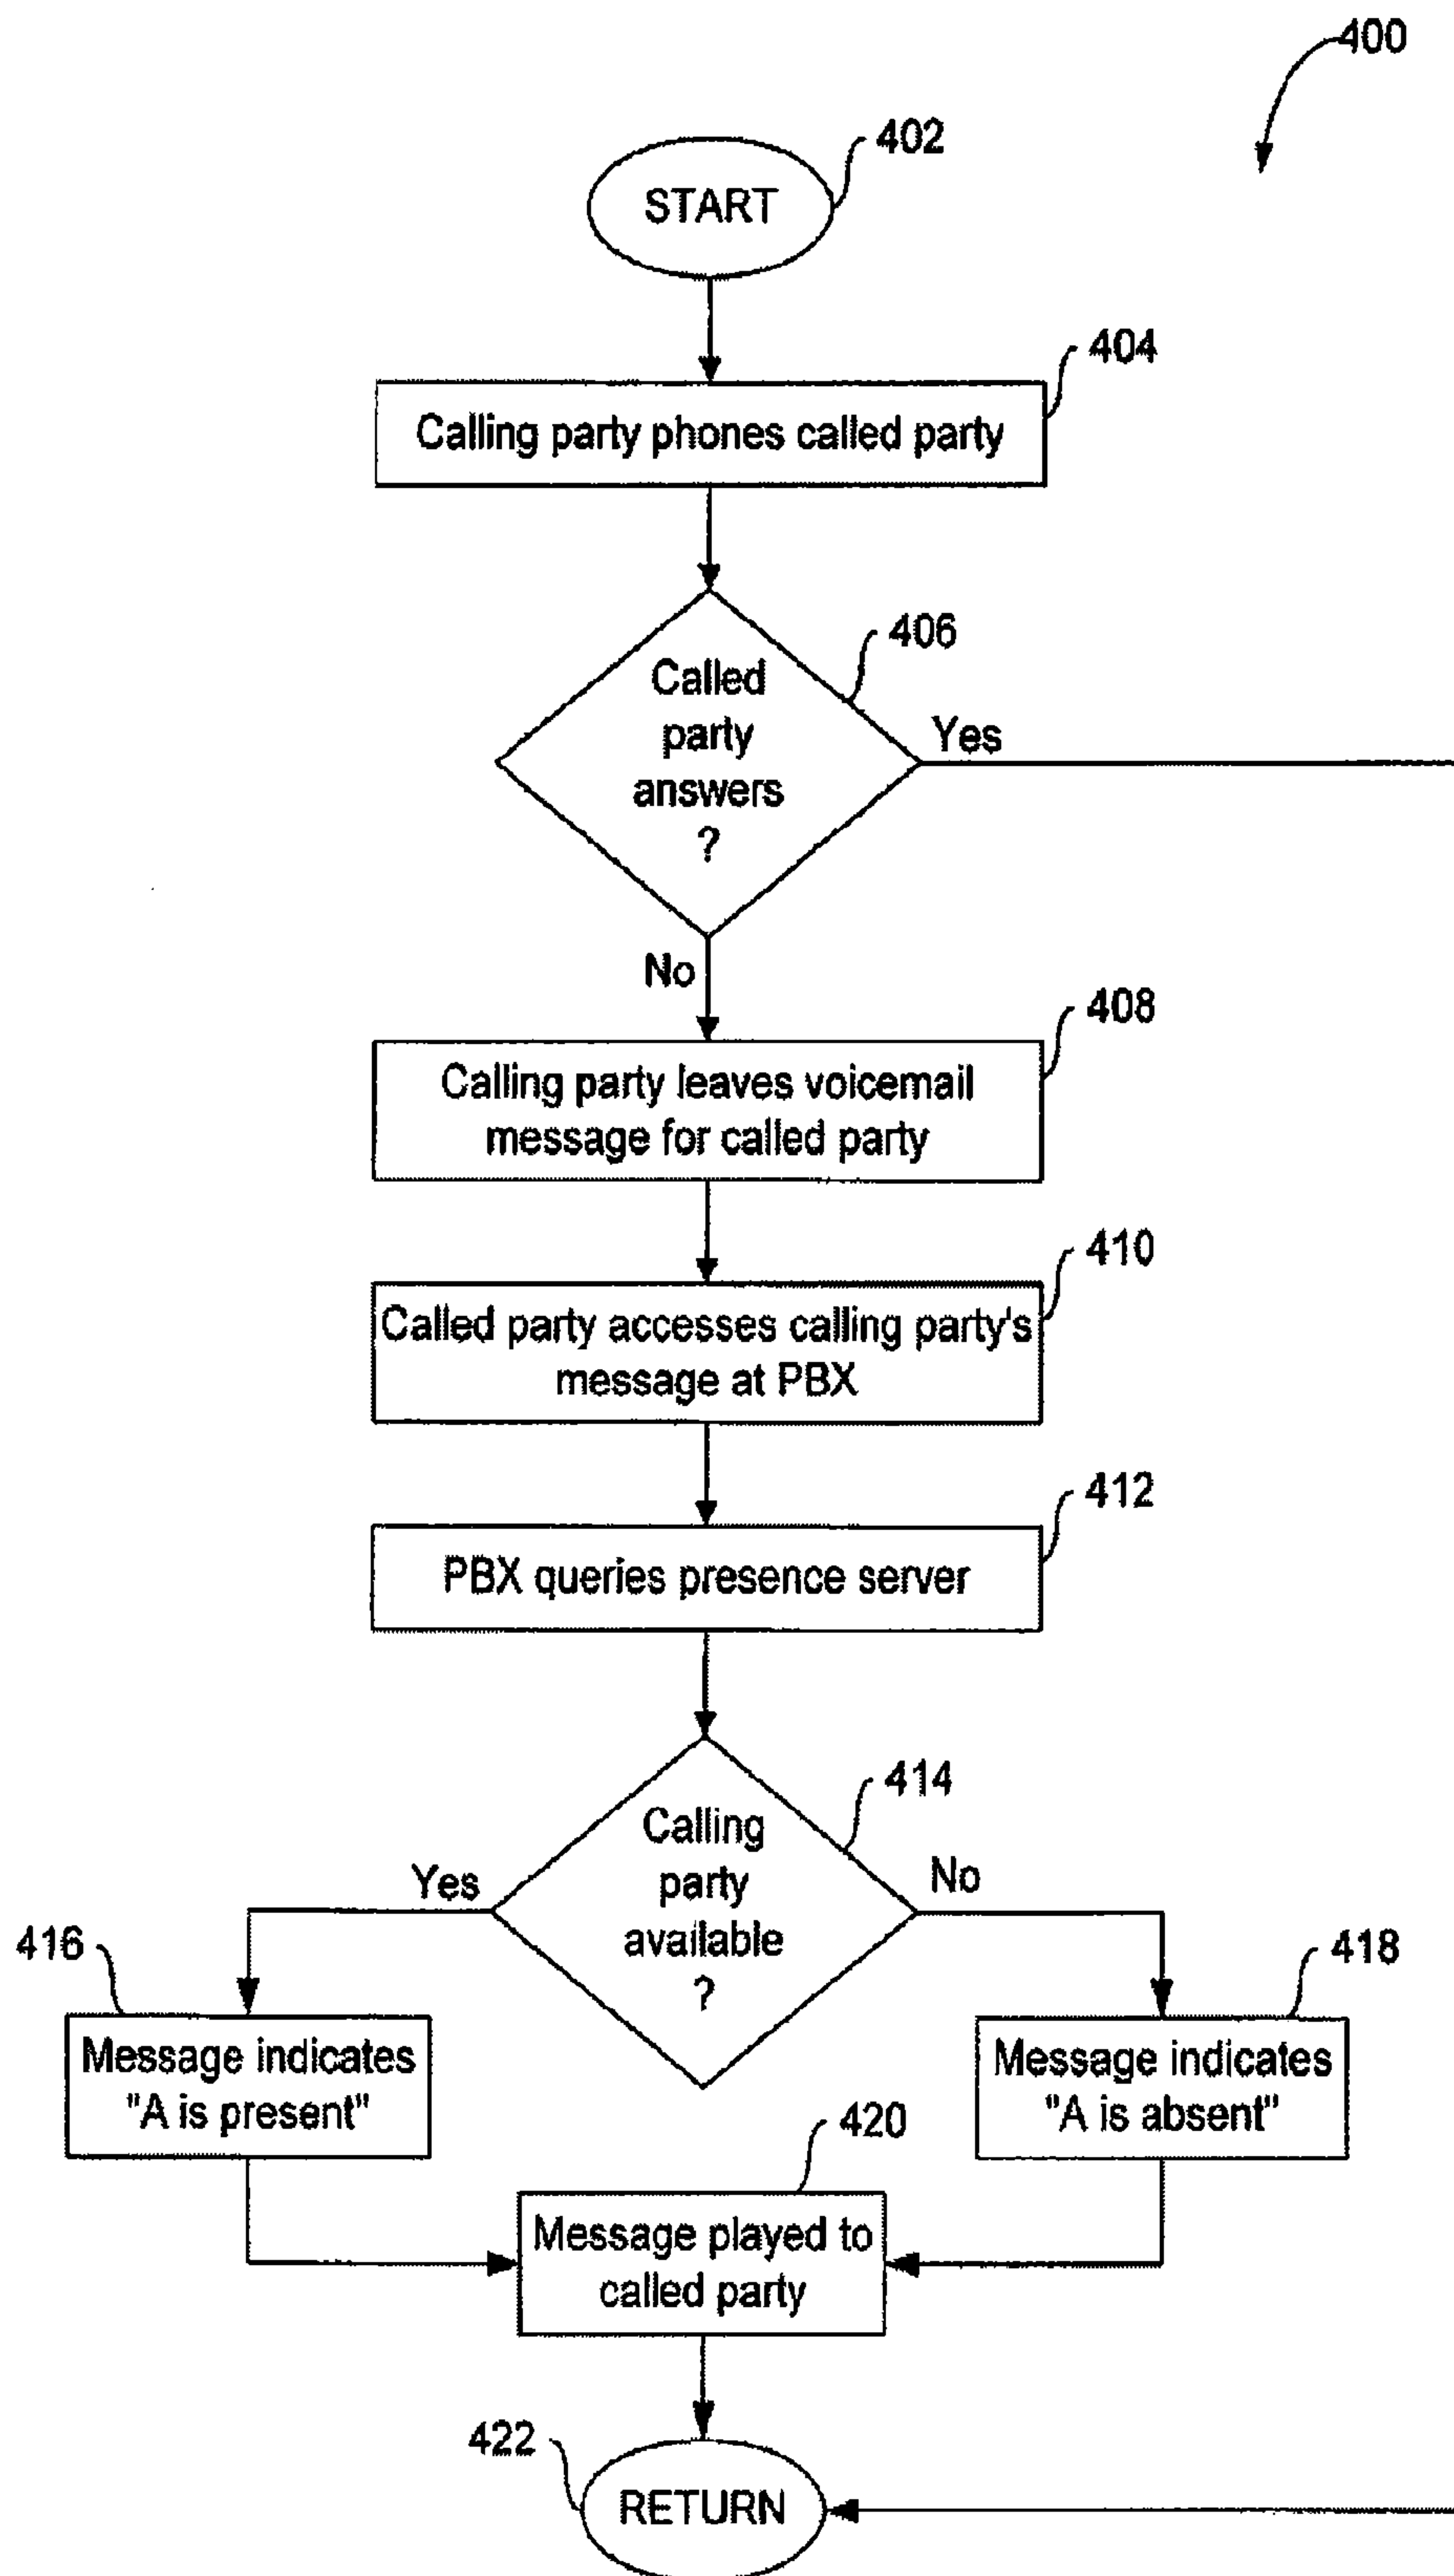 400
402
START
404
Calling party phones called party
406
Called
party
answers
?
Yes
No
408
Calling party leaves voicemail
message for called party
410
Called party accesses calling party's
message at PBX
412
PBX queries presence server
414
Calling
party
available
?
Yes
No
416
Message indicates
"A is present"
418
Message indicates
"A is absent"
420
Message played to
called party
422
RETURN